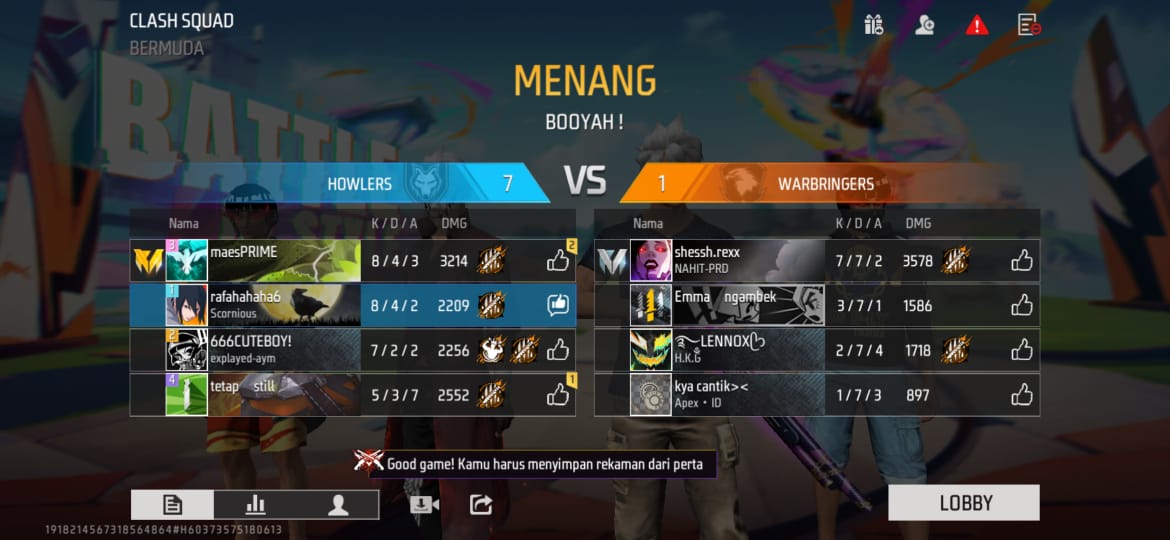 CLASH SQUAD
BERMUDA
MENANG
BOOYAH !
HOWLERS 7 VS 1 WARBRINGERS
Nama K / D / A DMG
3 maesPRIME 8 / 4 / 3 3214 2
1 rafahahaha6 8 / 4 / 2 2209
Scornious
2 666CUTEBOY! 7 / 2 / 2 2256
explayed-aym
4 tetap still 5 / 3 / 7 2552 1
Nama K / D / A DMG
shessh.rexx 7 / 7 / 2 3578
NAHIT-PRD
Emma ngambek 3 / 7 / 1 1586
LENNOX 2 / 7 / 4 1718
H.K.G
kya cantik>< 1 / 7 / 3 897
Apex • ID
Good game! Kamu harus menyimpan rekaman dari perta
LOBBY
1918214567318564864#H60373575180613
BATTLE